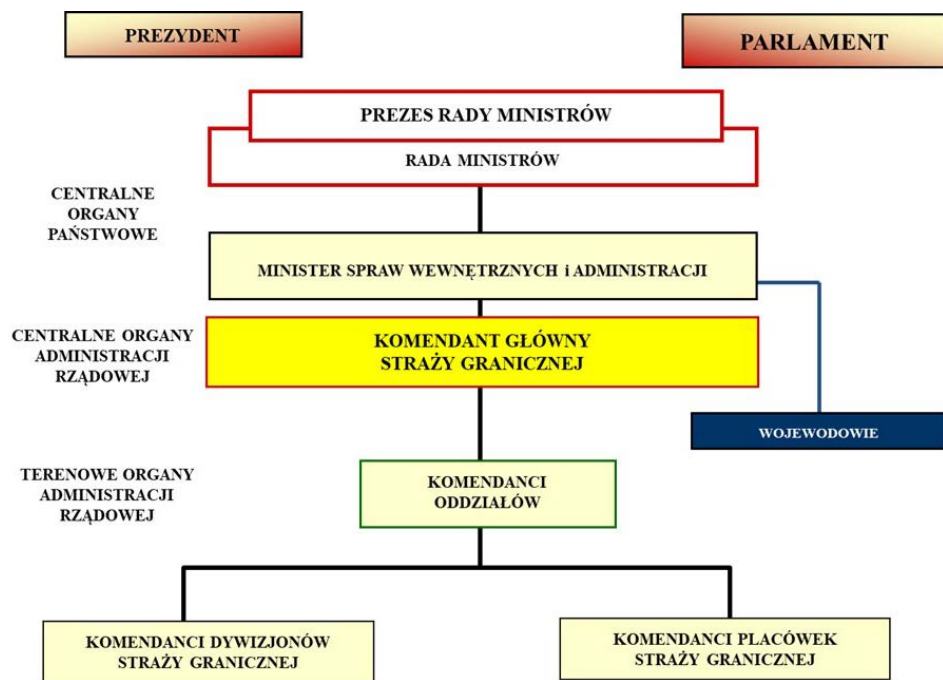 PREZYDENT
PARLAMENT
PREZES RADY MINISTRÓW
RADA MINISTRÓW
CENTRALNE
ORGANY
PAŃSTWOWE
MINISTER SPRAW WEWNĘTRZNYCH i ADMINISTRACJI
CENTRALNE ORGANY
ADMINISTRACJI
RZĄDOWEJ
KOMENDANT GŁÓWNY
STRAŻY GRANICZNEJ
WOJEWODOWIE
TERENOWE ORGANY
ADMINISTRACJI
RZĄDOWEJ
KOMENDANCI
ODDZIAŁÓW
KOMENDANCI DYWIZJONÓW
STRAŻY GRANICZNEJ
KOMENDANCI PLACÓWEK
STRAŻY GRANICZNEJ